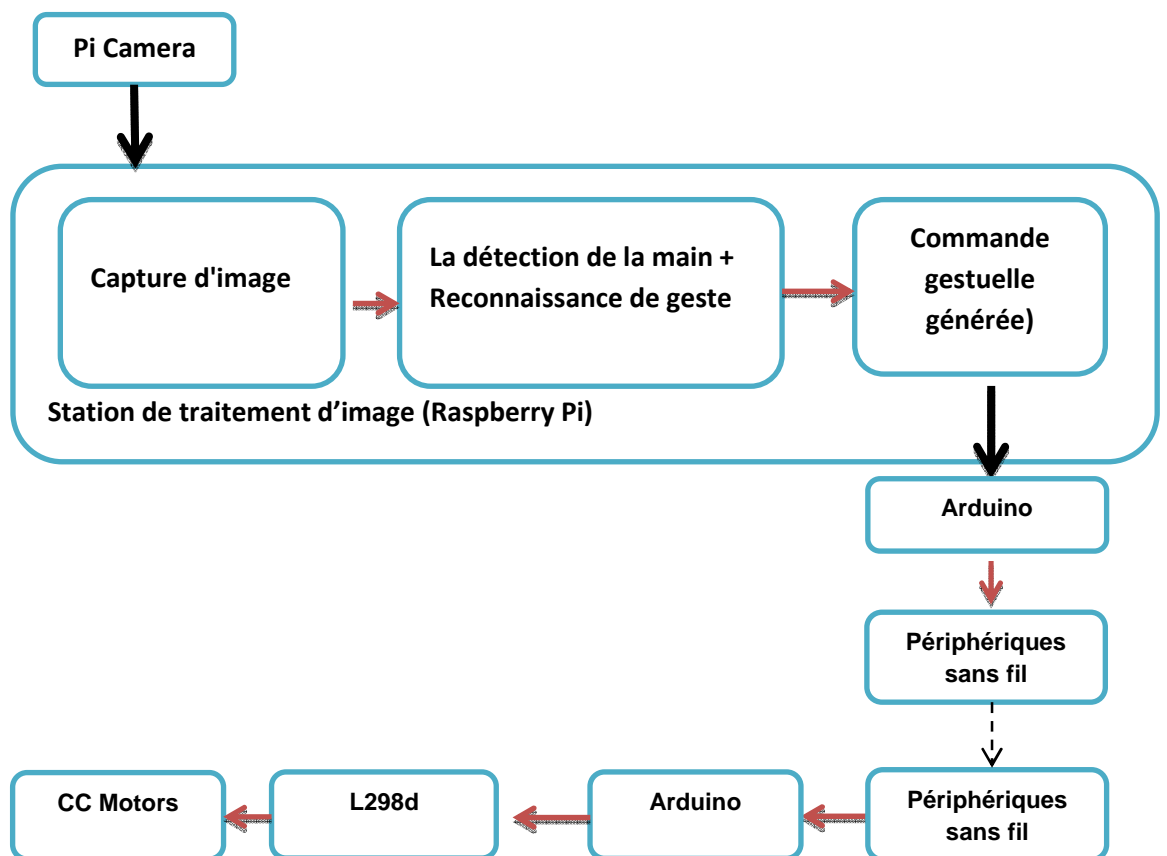 Pi Camera
Capture d'image
La détection de la main +
Reconnaissance de geste
Commande
gestuelle
générée)
Station de traitement d’image (Raspberry Pi)
Arduino
Périphériques
sans fil
CC Motors
L298d
Arduino
Périphériques
sans fil